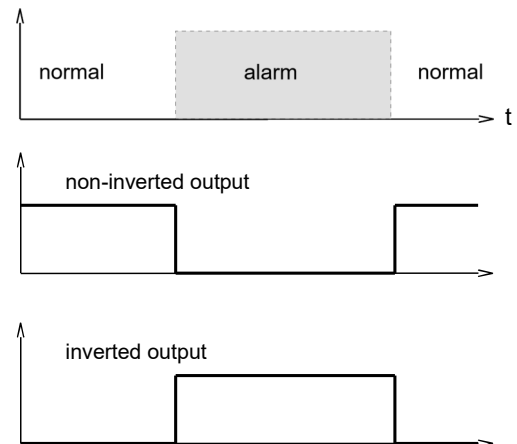 normal alarm normal
t
non-inverted output
inverted output